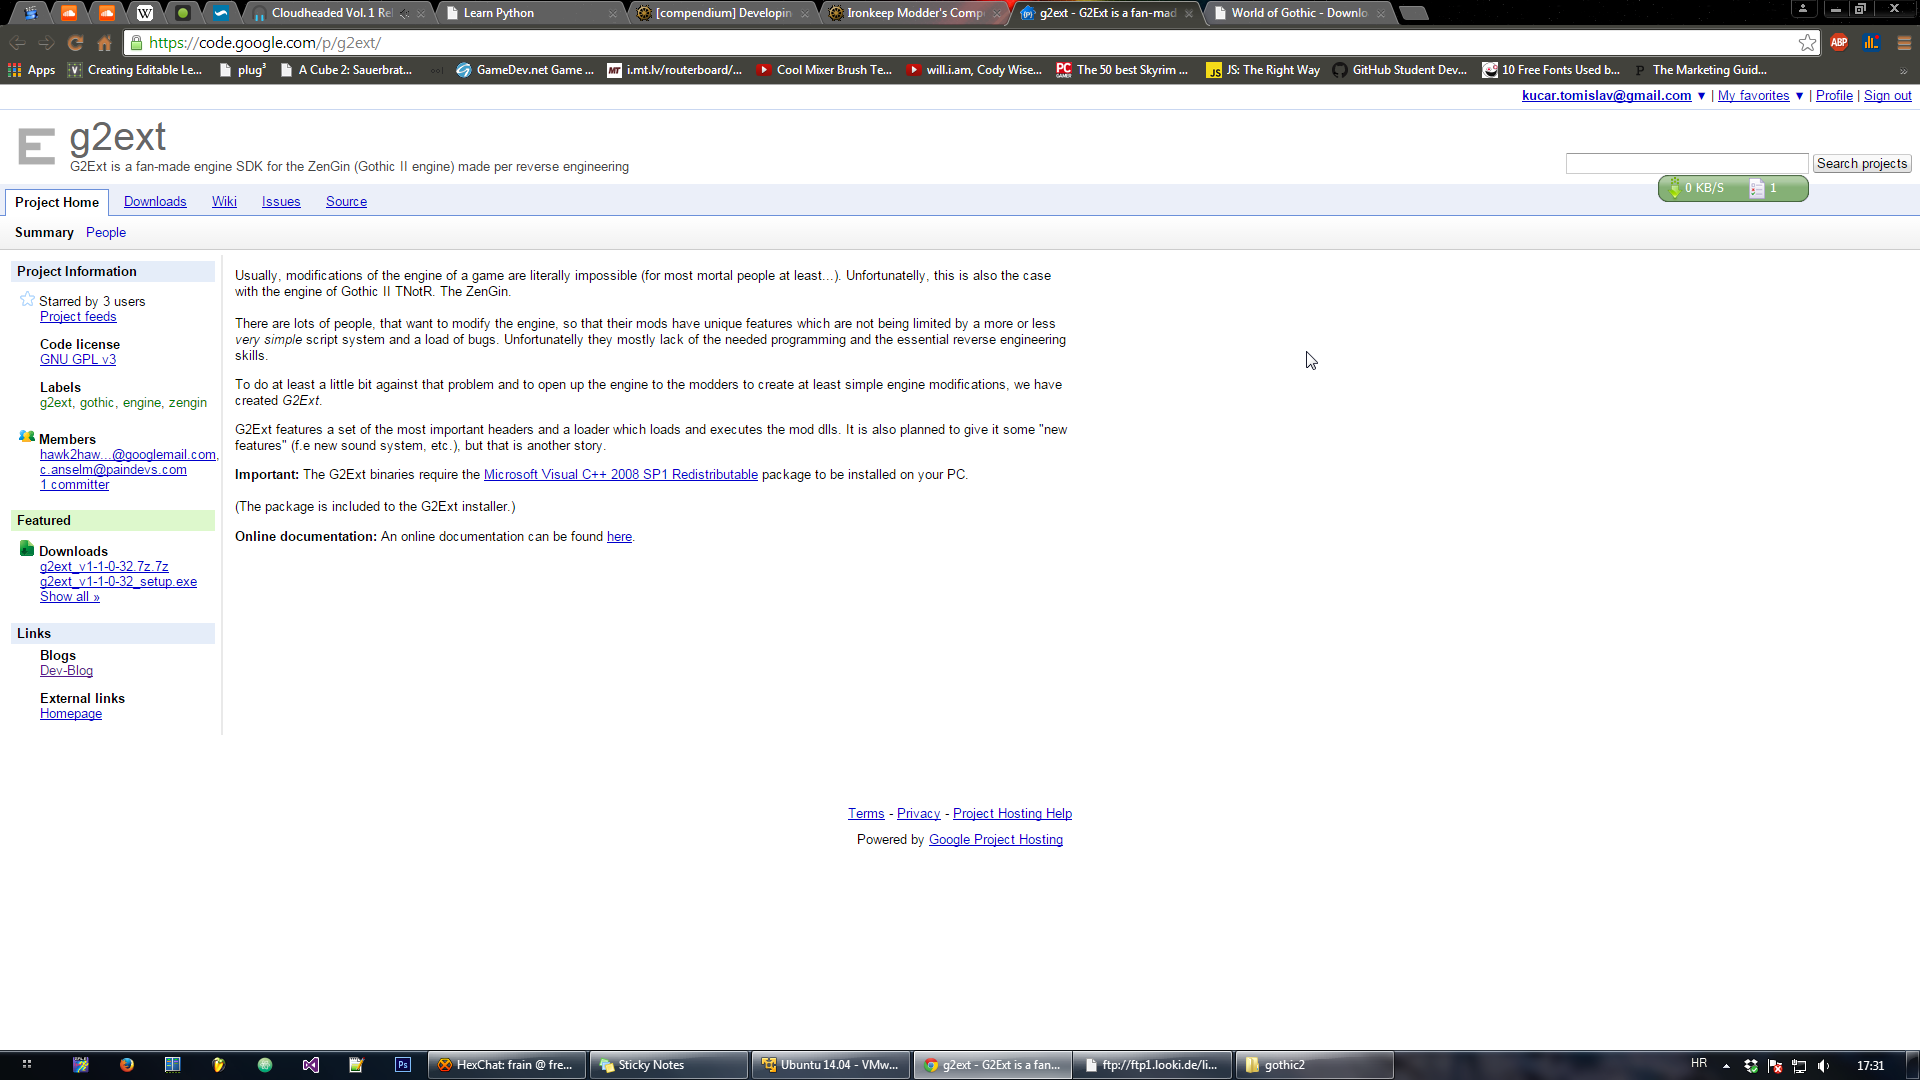 Cloudheaded Vol. 1 Rel
Learn Python
[compendium] Developin
Ironkeep Modder's Comp
g2ext - G2Ext is a fan-mad
World of Gothic - Downlo
https://code.google.com/p/g2ext/
ABP
Apps
Creating Editable Le...
plug³
A Cube 2: Sauerbrat...
GameDev.net Game ...
i.mt.lv/routerboard/...
Cool Mixer Brush Te...
will.i.am, Cody Wise...
The 50 best Skyrim ...
JS: The Right Way
GitHub Student Dev...
10 Free Fonts Used b...
The Marketing Guid...
kucar.tomislav@gmail.com ▼ | My favorites ▼ | Profile | Sign out
g2ext
G2Ext is a fan-made engine SDK for the ZenGin (Gothic II engine) made per reverse engineering
Search projects
0 KB/S 1
Project Home Downloads Wiki Issues Source
Summary People
Project Information
Starred by 3 users
Project feeds
Code license
GNU GPL v3
Labels
g2ext, gothic, engine, zengin
Members
hawk2haw...@googlemail.com,
c.anselm@paindevs.com
1 committer
Featured
Downloads
g2ext_v1-1-0-32.7z.7z
g2ext_v1-1-0-32_setup.exe
Show all »
Links
Blogs
Dev-Blog
External links
Homepage
Usually, modifications of the engine of a game are literally impossible (for most mortal people at least...). Unfortunatelly, this is also the case
with the engine of Gothic II TNotR. The ZenGin.
There are lots of people, that want to modify the engine, so that their mods have unique features which are not being limited by a more or less
very simple script system and a load of bugs. Unfortunatelly they mostly lack of the needed programming and the essential reverse engineering
skills.
To do at least a little bit against that problem and to open up the engine to the modders to create at least simple engine modifications, we have
created G2Ext.
G2Ext features a set of the most important headers and a loader which loads and executes the mod dlls. It is also planned to give it some "new
features" (f.e new sound system, etc.), but that is another story.
Important: The G2Ext binaries require the Microsoft Visual C++ 2008 SP1 Redistributable package to be installed on your PC.
(The package is included to the G2Ext installer.)
Online documentation: An online documentation can be found here.
Terms - Privacy - Project Hosting Help
Powered by Google Project Hosting
HexChat: frain @ fre...
Sticky Notes
Ubuntu 14.04 - VMw...
g2ext - G2Ext is a fan...
ftp://ftp1.looki.de/li...
gothic2
HR
17:31